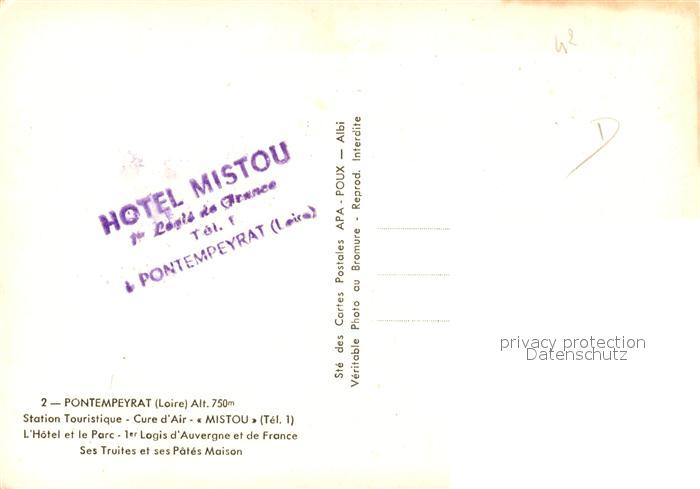 HOTEL MISTOU
1er Logis de France
Tél. 1
à PONTEMPEYRAT (Loire)
2 — PONTEMPEYRAT (Loire) Alt. 750m
Station Touristique - Cure d'Air - « MISTOU » (Tél. 1)
L'Hôtel et le Parc - 1er Logis d'Auvergne et de France
Ses Truites et ses Pâtés Maison
Sté des Cartes Postales APA - POUX — Albi
Véritable Photo au Bromure - Reprod. Interdite
D
privacy protection
Datenschutz